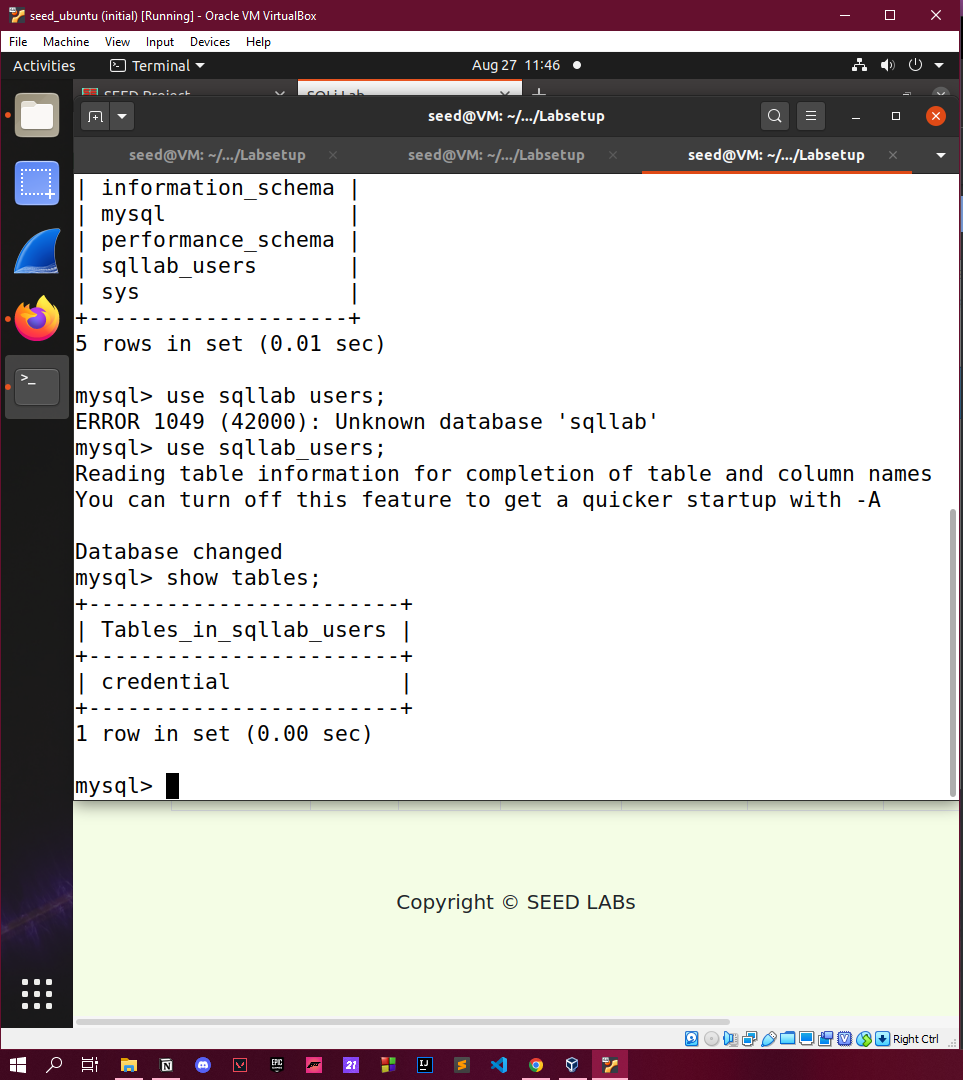 seed_ubuntu (initial) [Running] - Oracle VM VirtualBox
File Machine View Input Devices Help
Activities Terminal Aug 27 11:46
SEED Project SQLi Lab
seed@VM: ~/.../Labsetup
seed@VM: ~/.../Labsetup seed@VM: ~/.../Labsetup seed@VM: ~/.../Labsetup
| information_schema |
| mysql |
| performance_schema |
| sqllab_users |
| sys |
+--------------------+
5 rows in set (0.01 sec)
mysql> use sqllab users;
ERROR 1049 (42000): Unknown database 'sqllab'
mysql> use sqllab_users;
Reading table information for completion of table and column names
You can turn off this feature to get a quicker startup with -A
Database changed
mysql> show tables;
+------------------------+
| Tables_in_sqllab_users |
+------------------------+
| credential |
+------------------------+
1 row in set (0.00 sec)
mysql>
Copyright © SEED LABs
Right Ctrl